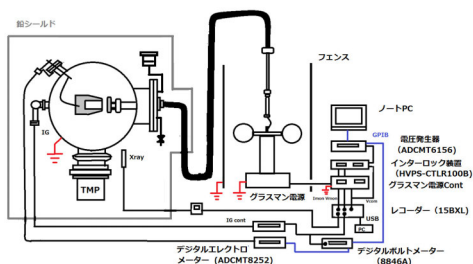 鉛シールド
フェンス
ノートPC
GPIB
電圧発生器
(ADCMT6156)
インターロック装置
(HVPS-CTLR100B)
グラスマン電源Cont
IG
Xray
TMP
グラスマン電源
Imon Vmon
Vcon
レコーダー (15BXL)
USB
PC
IG cont
デジタルエレクトロ
メーター (ADCMT8252)
デジタルボルトメーター
(8846A)